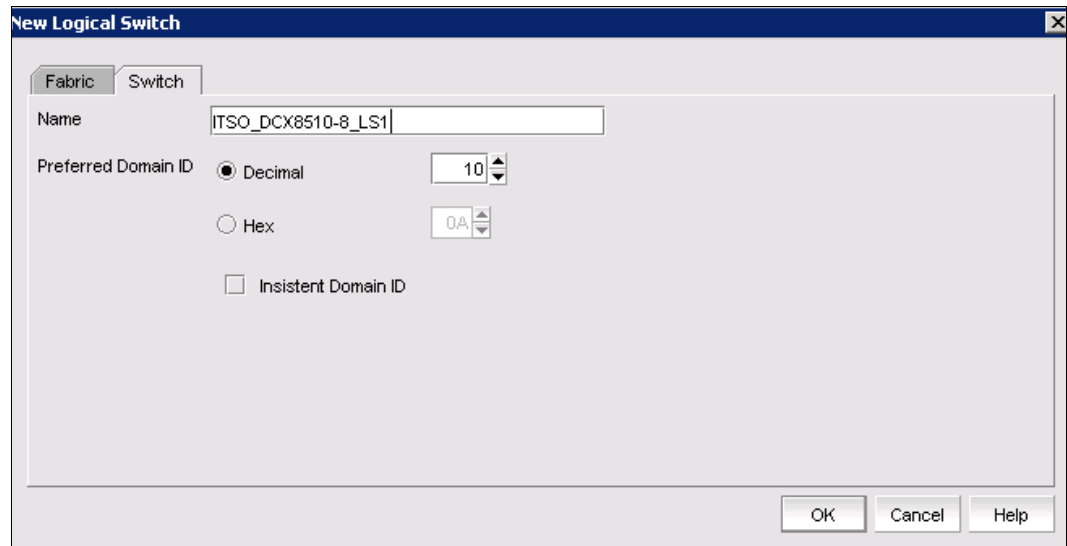 New Logical Switch
Fabric Switch
Name ITSO_DCX8510-8_LS1
Preferred Domain ID Decimal 10
Hex 0A
Insistent Domain ID
OK Cancel Help